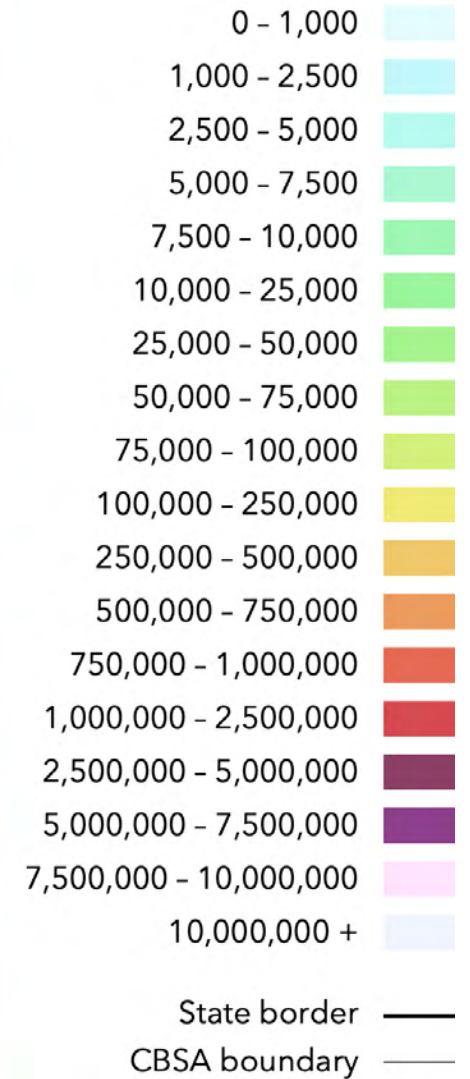 0 – 1,000
1,000 – 2,500
2,500 – 5,000
5,000 – 7,500
7,500 – 10,000
10,000 – 25,000
25,000 – 50,000
50,000 – 75,000
75,000 – 100,000
100,000 – 250,000
250,000 – 500,000
500,000 – 750,000
750,000 – 1,000,000
1,000,000 – 2,500,000
2,500,000 – 5,000,000
5,000,000 – 7,500,000
7,500,000 – 10,000,000
10,000,000 +
State border
CBSA boundary